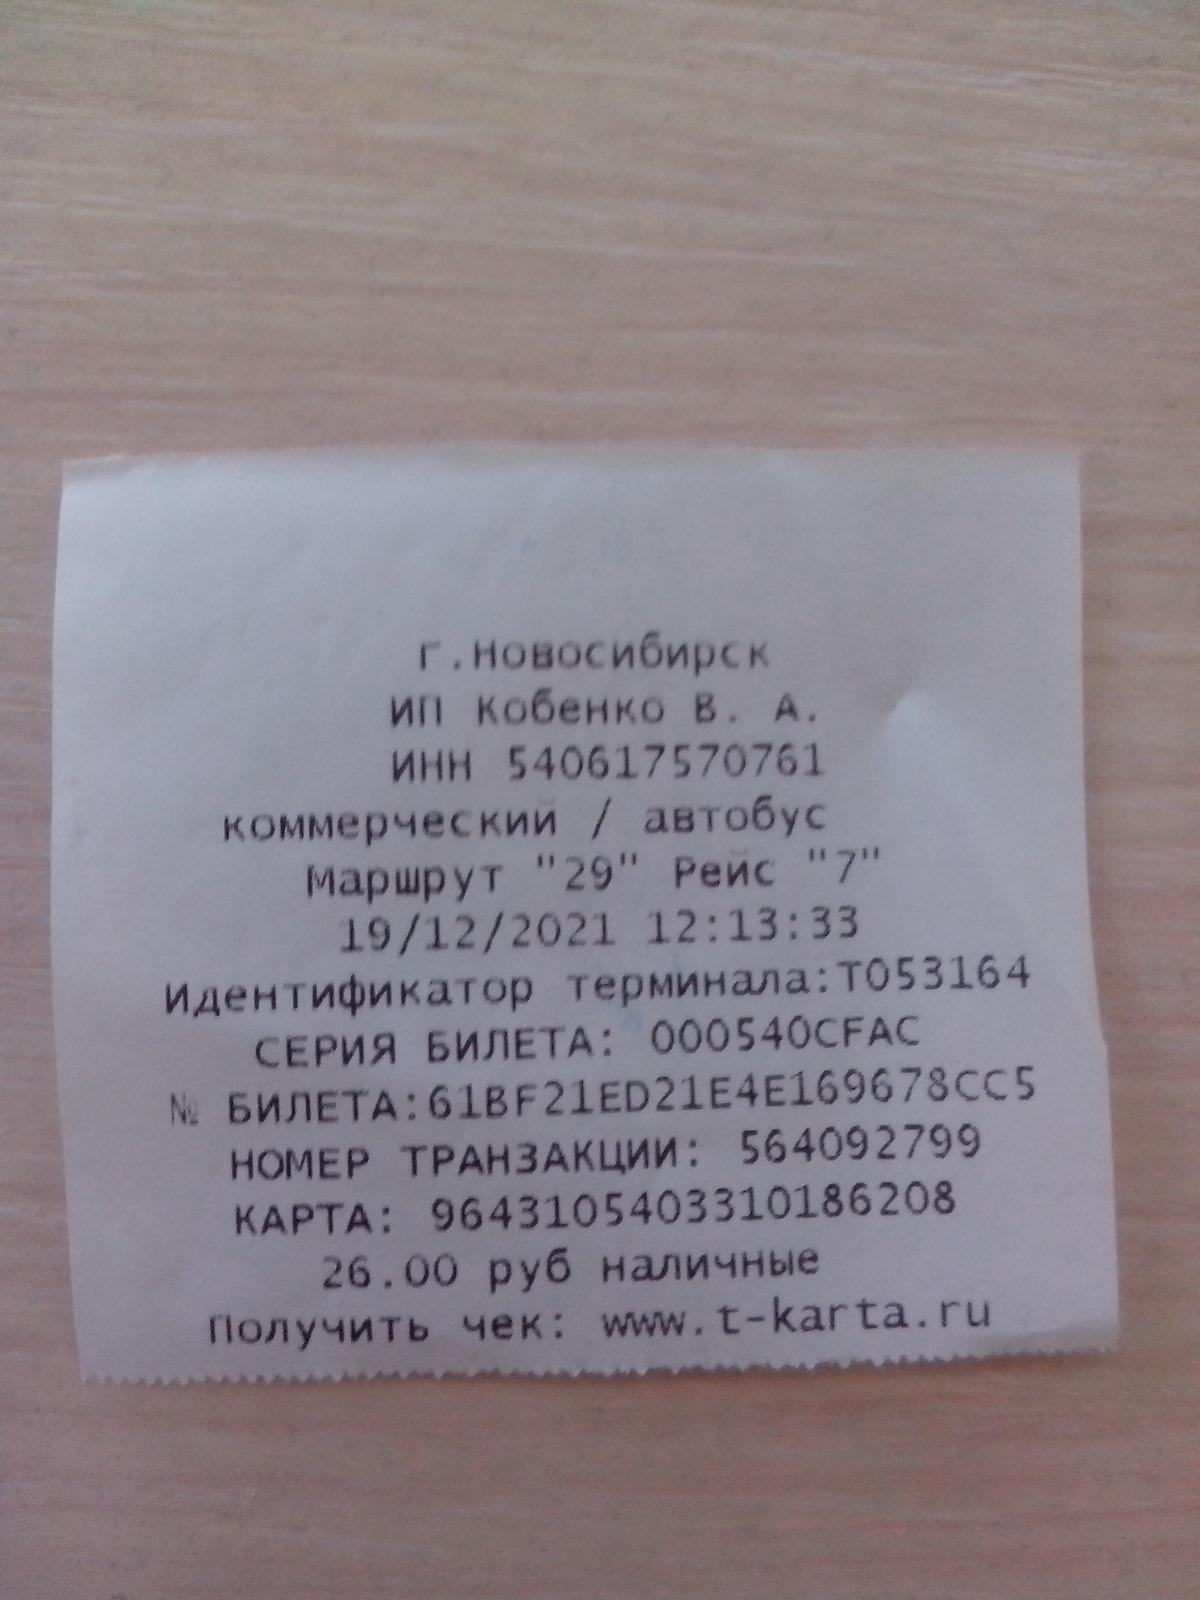 г.Новосибирск
ИП Кобенко В. А.
ИНН 540617570761
коммерческий / автобус
Маршрут "29" Рейс "7"
19/12/2021 12:13:33
Идентификатор терминала:Т053164
СЕРИЯ БИЛЕТА: 000540CFAC
№ БИЛЕТА:61BF21ED21E4E169678CC5
НОМЕР ТРАНЗАКЦИИ: 564092799
КАРТА: 9643105403310186208
26.00 руб наличные
Получить чек: www.t-karta.ru